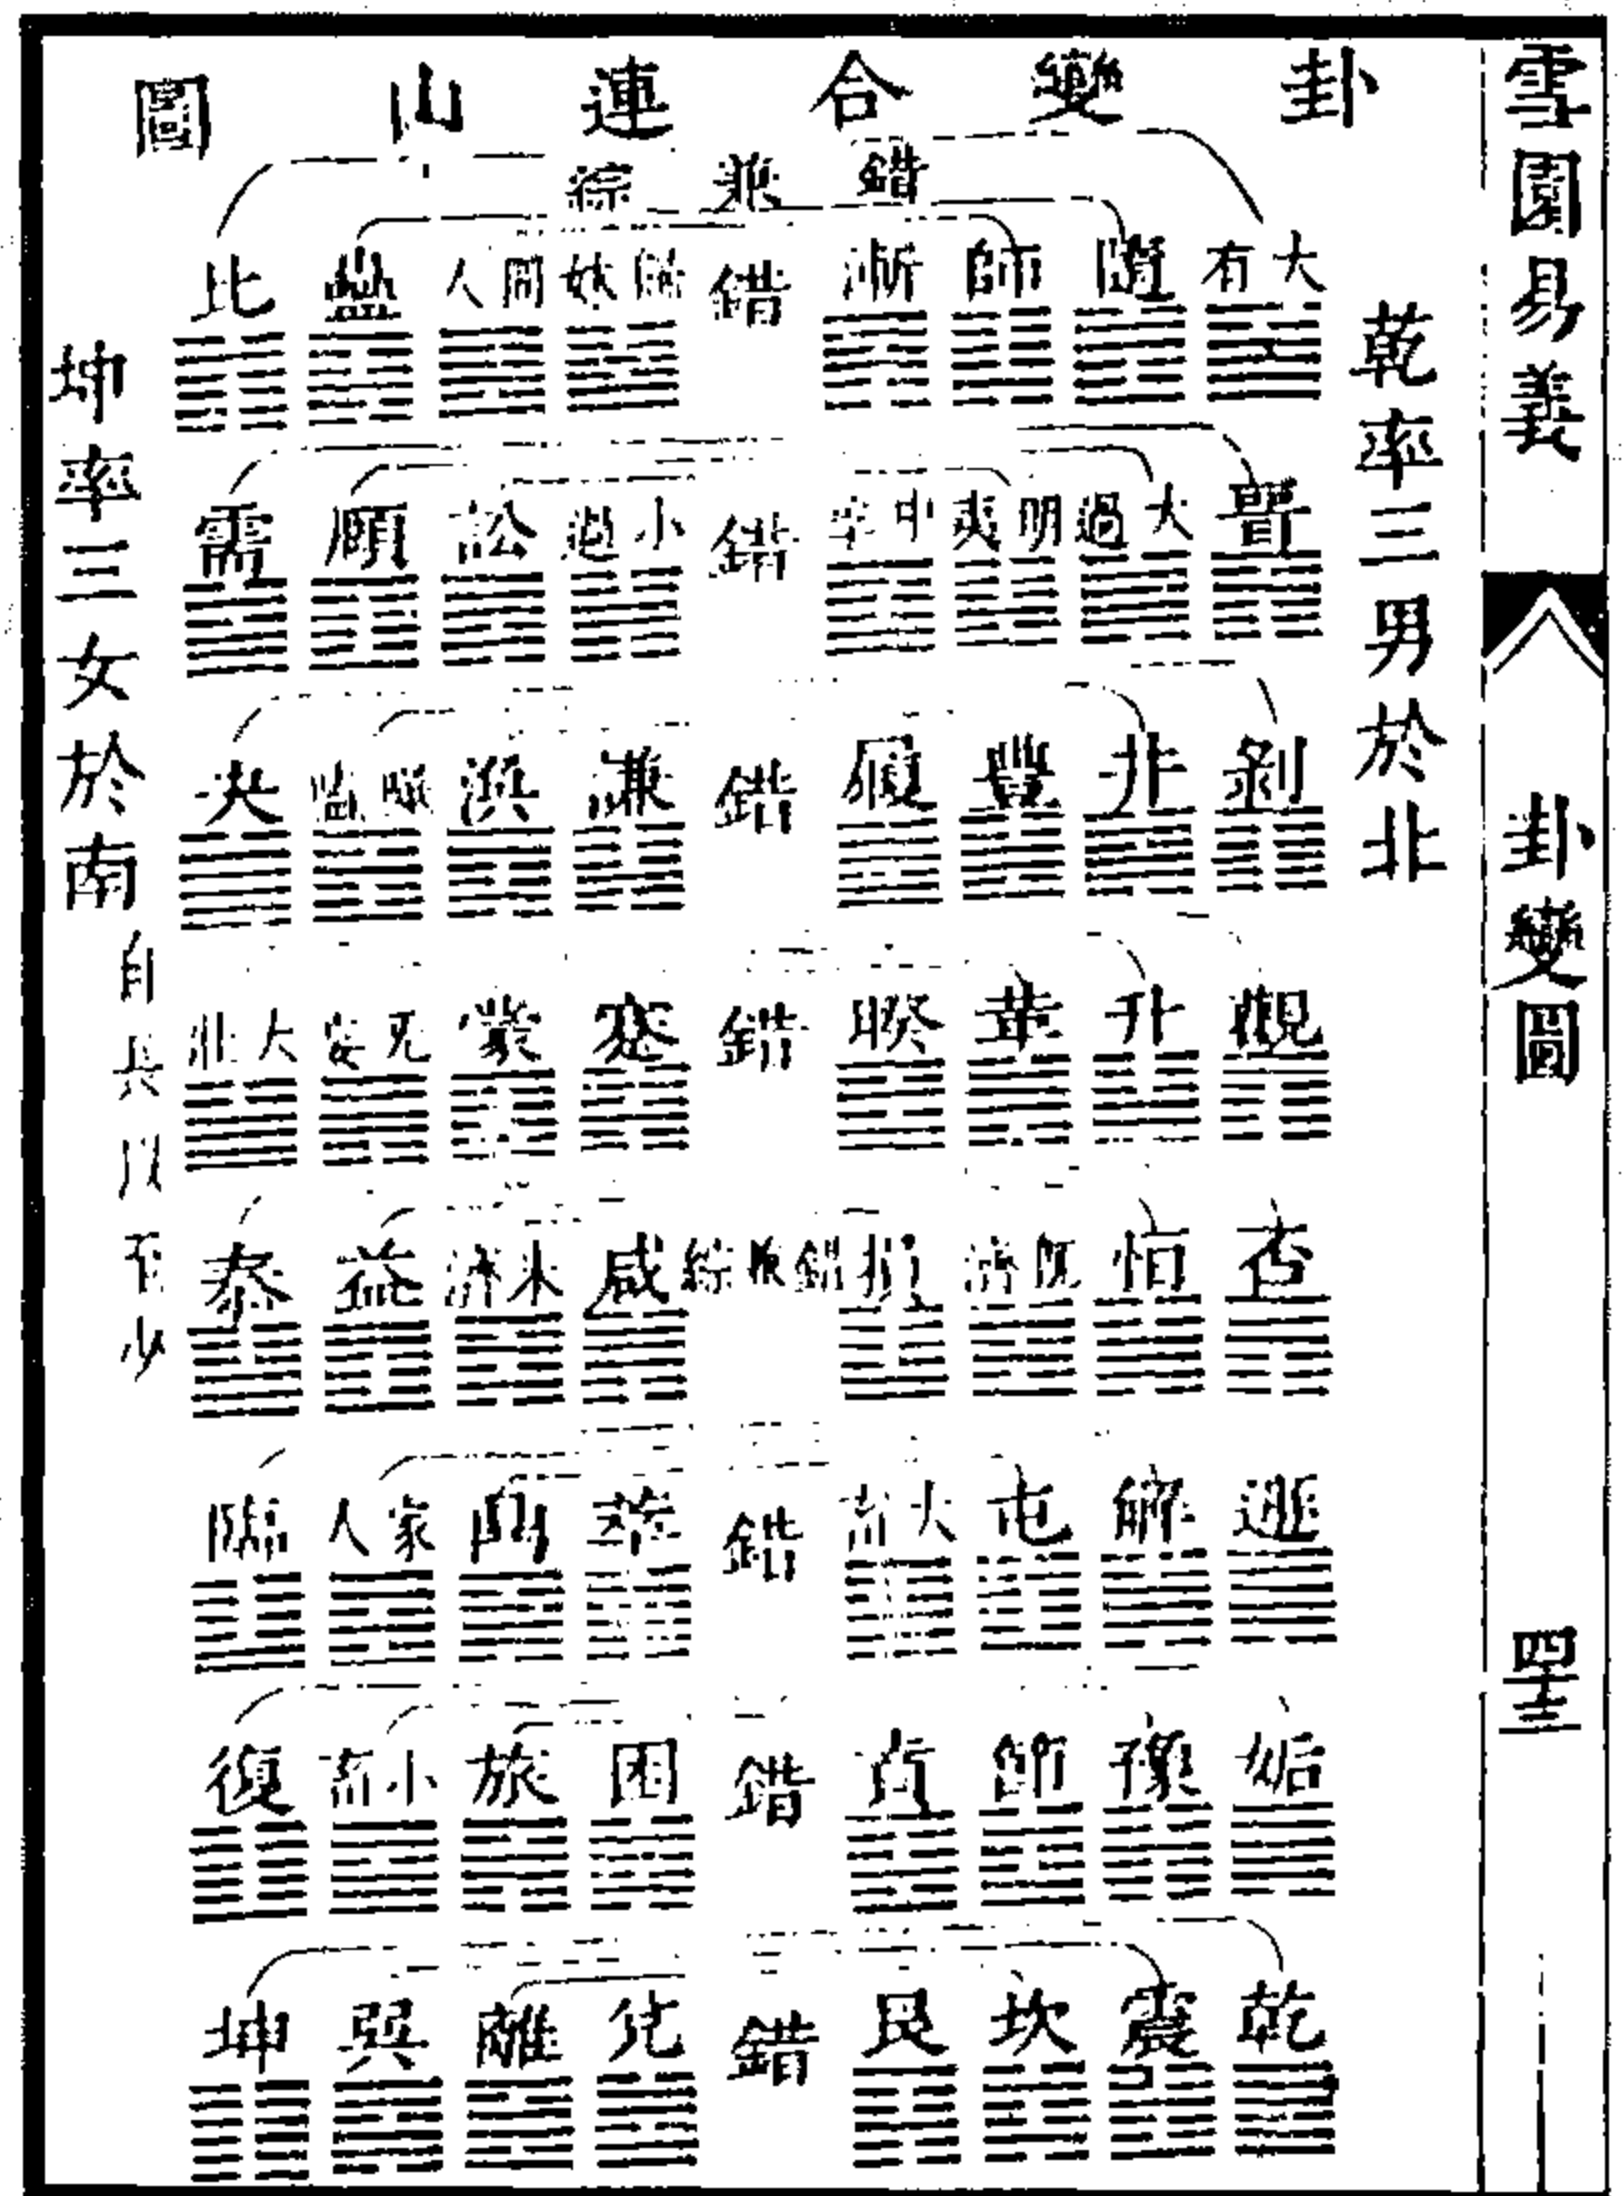 雪園易義
卦變圖
卦變合連山圖
錯兼綜
乾率三男於北
大有 隨 師 漸 錯 歸妹 同人 蠱 比
晉 大過 明夷 中孚 錯 小過 訟 頤 需
剝 井 豐 履 錯 謙 渙 噬嗑 夬
觀 升 革 睽 錯 蹇 蒙 无妄 大壯
否 恒 既濟 損 錯兼綜 咸 未濟 益 泰
遯 解 屯 大畜 錯 萃 鼎 家人 臨
姤 豫 節 賁 錯 困 旅 小畜 復
乾 震 坎 艮 錯 兌 離 巽 坤
坤率三女於南
自長以至少